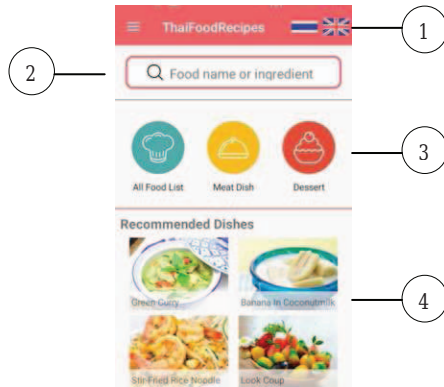 ThaiFoodRecipes
1
2
Food name or ingredient
3
All Food List
Meat Dish
Dessert
Recommended Dishes
Green Curry
Banana In Coconutmilk
4
Stir-Fried Rice Noodle
Look Coup